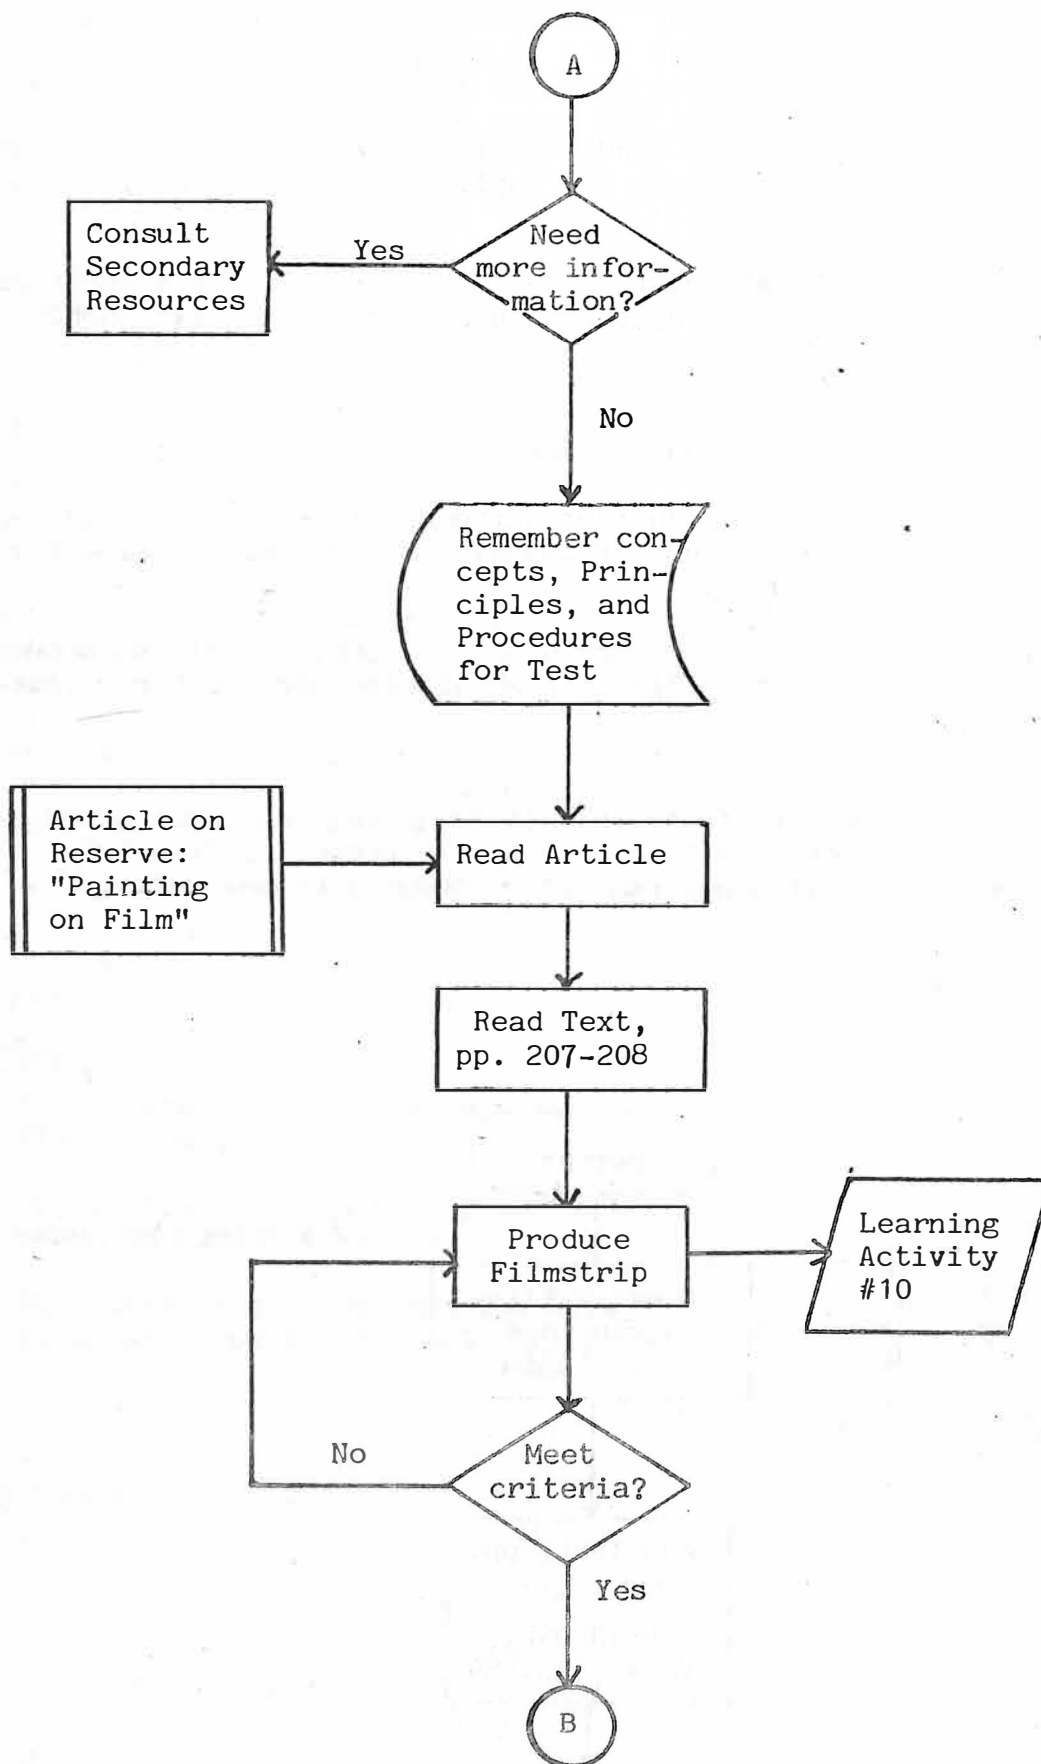 A
Need
more infor-
mation?
Yes
Consult
Secondary
Resources
No
Remember con-
cepts, Prin-
ciples, and
Procedures
for Test
Article on
Reserve:
"Painting
on Film"
Read Article
Read Text,
pp. 207-208
Produce
Filmstrip
Learning
Activity
#10
Meet
criteria?
No
Yes
B